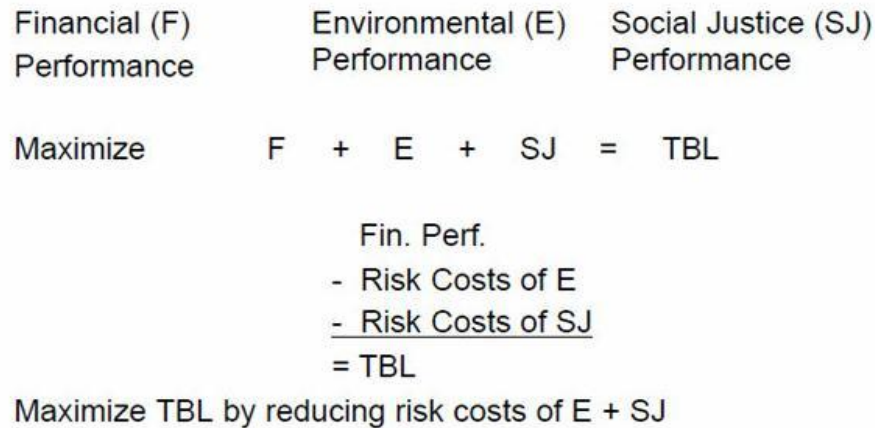 Financial (F) Environmental (E) Social Justice (SJ)
Performance Performance Performance
Maximize F + E + SJ = TBL
Fin. Perf.
- Risk Costs of E
- Risk Costs of SJ
= TBL
Maximize TBL by reducing risk costs of E + SJ